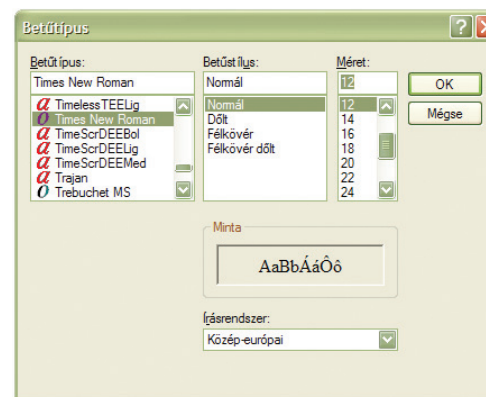 Betűtípus
Betűtípus:
Times New Roman
TimelessTEELig
Times New Roman
TimeScrDEEBol
TimeScrDEELig
TimeScrDEEMed
Trajan
Trebuchet MS
Betűstílus:
Normál
Normál
Dőlt
Félkövér
Félkövér dőlt
Méret:
12
12
14
16
18
20
22
24
OK
Mégse
Minta
AaBbÁáÔô
Írásrendszer:
Közép-európai